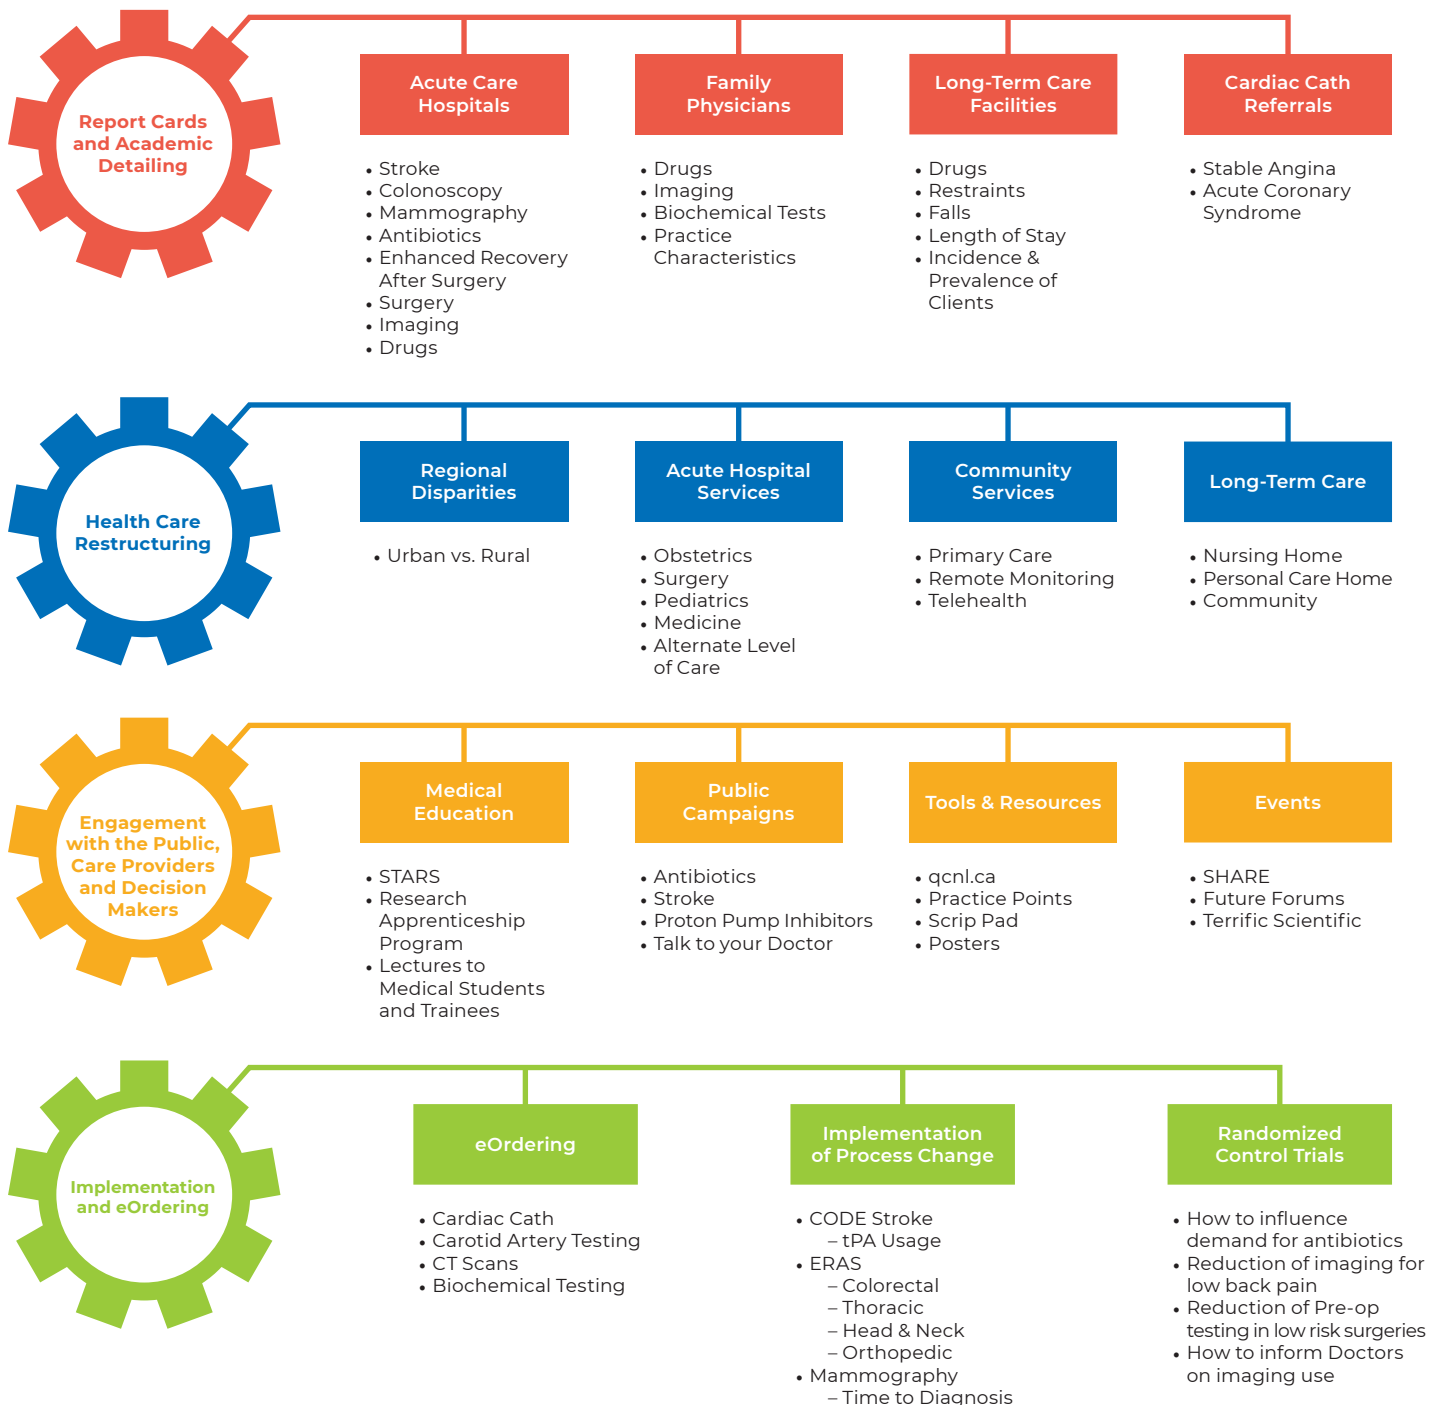 Report Cards
and Academic
Detailing
Acute Care
Hospitals
• Stroke
• Colonoscopy
• Mammography
• Antibiotics
• Enhanced Recovery
After Surgery
• Surgery
• Imaging
• Drugs
Family
Physicians
• Drugs
• Imaging
• Biochemical Tests
• Practice
Characteristics
Long-Term Care
Facilities
• Drugs
• Restraints
• Falls
• Length of Stay
• Incidence &
Prevalence of
Clients
Cardiac Cath
Referrals
• Stable Angina
• Acute Coronary
Syndrome
Health Care
Restructuring
Regional
Disparities
• Urban vs. Rural
Acute Hospital
Services
• Obstetrics
• Surgery
• Pediatrics
• Medicine
• Alternate Level
of Care
Community
Services
• Primary Care
• Remote Monitoring
• Telehealth
Long-Term Care
• Nursing Home
• Personal Care Home
• Community
Engagement
with the Public,
Care Providers
and Decision
Makers
Medical
Education
• STARS
• Research
Apprenticeship
Program
• Lectures to
Medical Students
and Trainees
Public
Campaigns
• Antibiotics
• Stroke
• Proton Pump Inhibitors
• Talk to your Doctor
Tools & Resources
• qcnl.ca
• Practice Points
• Scrip Pad
• Posters
Events
• SHARE
• Future Forums
• Terrific Scientific
Implementation
and eOrdering
eOrdering
• Cardiac Cath
• Carotid Artery Testing
• CT Scans
• Biochemical Testing
Implementation
of Process Change
• CODE Stroke
– tPA Usage
• ERAS
– Colorectal
– Thoracic
– Head & Neck
– Orthopedic
• Mammography
– Time to Diagnosis
Randomized
Control Trials
• How to influence
demand for antibiotics
• Reduction of imaging for
low back pain
• Reduction of Pre-op
testing in low risk surgeries
• How to inform Doctors
on imaging use